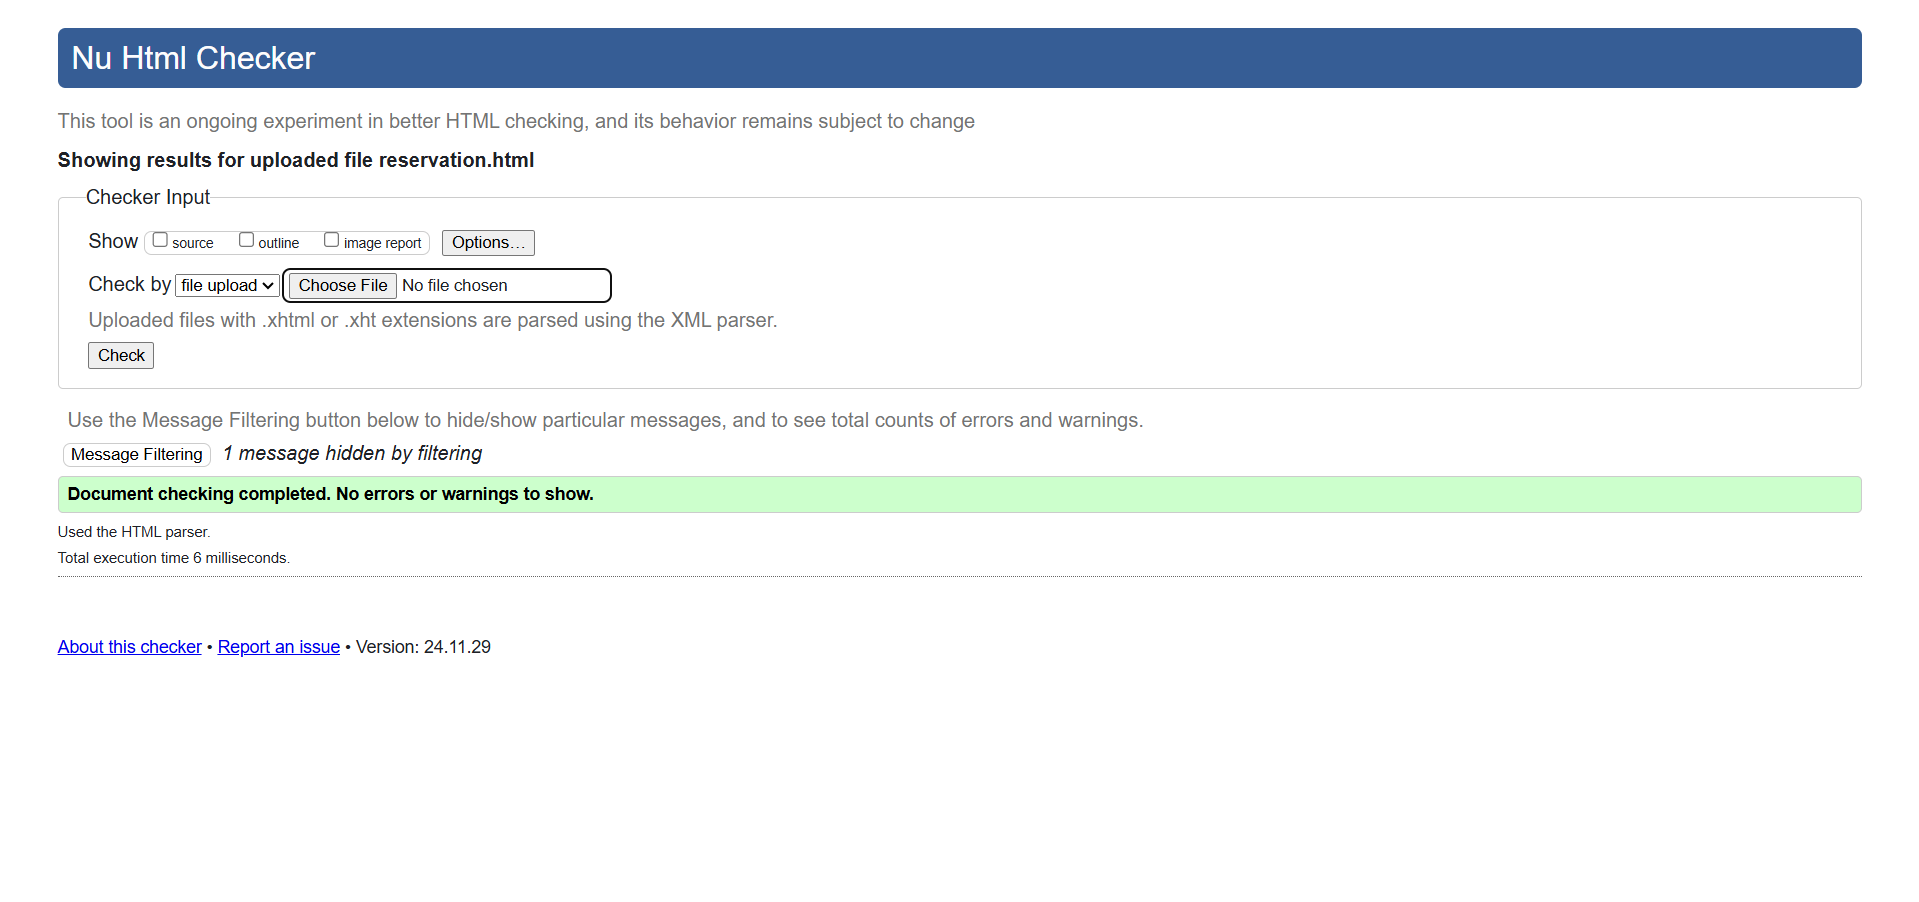 Nu Html Checker
This tool is an ongoing experiment in better HTML checking, and its behavior remains subject to change
Showing results for uploaded file reservation.html
Checker Input
Show source outline image report Options…
Check by file upload Choose File No file chosen
Uploaded files with .xhtml or .xht extensions are parsed using the XML parser.
Check
Use the Message Filtering button below to hide/show particular messages, and to see total counts of errors and warnings.
Message Filtering 1 message hidden by filtering
Document checking completed. No errors or warnings to show.
Used the HTML parser.
Total execution time 6 milliseconds.
About this checker • Report an issue • Version: 24.11.29